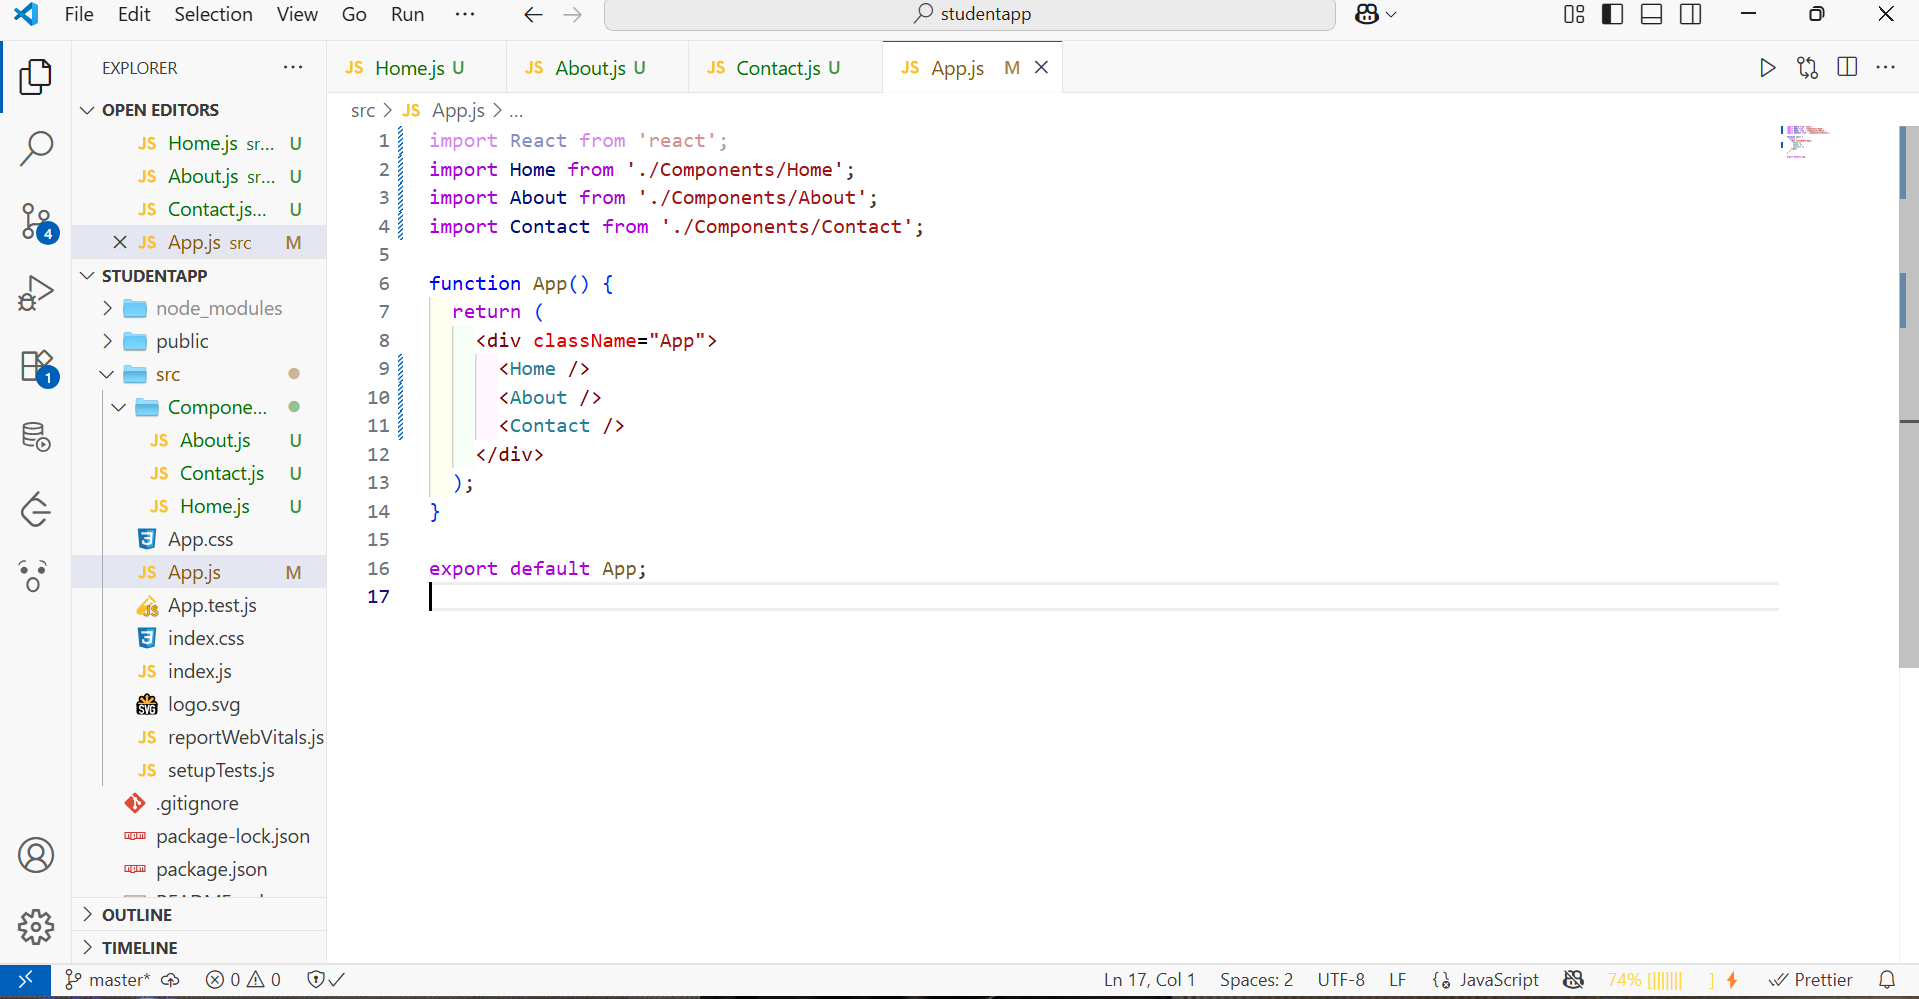 File Edit Selection View Go Run ··· studentapp
EXPLORER ···
OPEN EDITORS
JS Home.js sr... U
JS About.js sr... U
JS Contact.js... U
JS App.js src M
STUDENTAPP
node_modules
public
src
Compone...
JS About.js U
JS Contact.js U
JS Home.js U
App.css
JS App.js M
JS App.test.js
index.css
JS index.js
SVG logo.svg
JS reportWebVitals.js
JS setupTests.js
.gitignore
package-lock.json
package.json
OUTLINE
TIMELINE
4
1
JS Home.js U JS About.js U JS Contact.js U JS App.js M
src > JS App.js > ...
1 import React from 'react';
2 import Home from './Components/Home';
3 import About from './Components/About';
4 import Contact from './Components/Contact';
5
6 function App() {
7 return (
8 <div className="App">
9 <Home />
10 <About />
11 <Contact />
12 </div>
13 );
14 }
15
16 export default App;
17
master* 0 0 Ln 17, Col 1 Spaces: 2 UTF-8 LF JavaScript 74% [||||||| ] Prettier